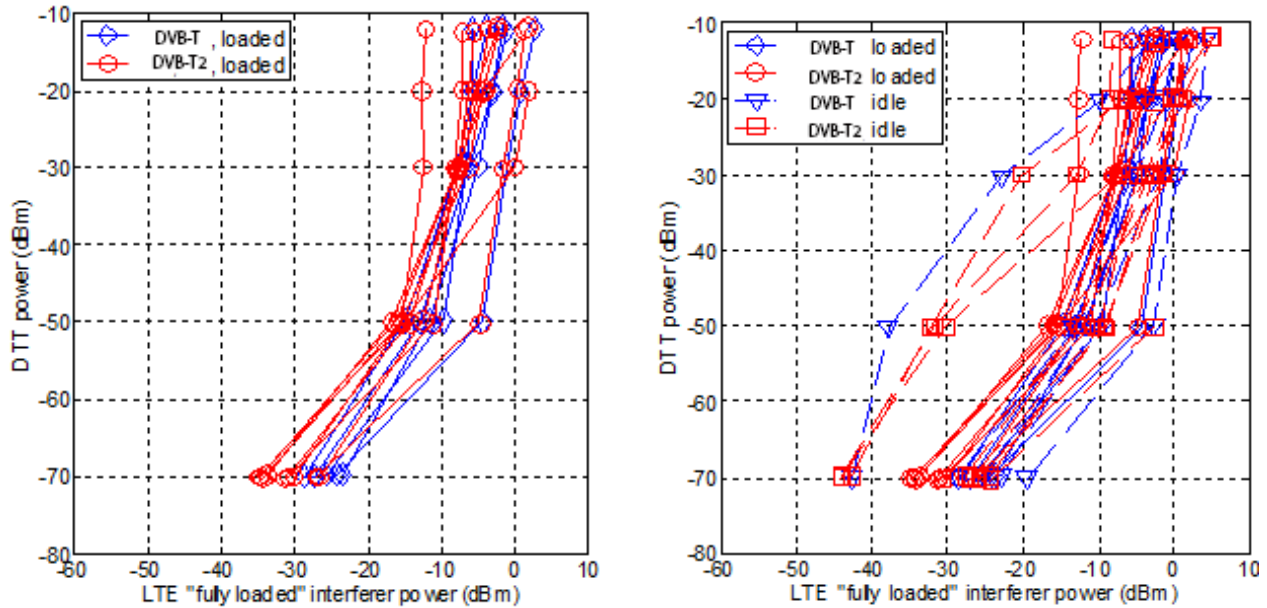 -10
DVB-T , loaded
DVB-T2, loaded
-20
-30
-40
-50
-60
-70
-80
DTT power (dBm)
-60 -50 -40 -30 -20 -10 0 10
LTE "fully loaded" interferer power (dBm)
-10
DVB-T loaded
DVB-T2 loaded
DVB-T idle
DVB-T2 idle
-20
-30
-40
-50
-60
-70
-80
DTT power (dBm)
-60 -50 -40 -30 -20 -10 0 10
LTE "fully loaded" interferer power (dBm)